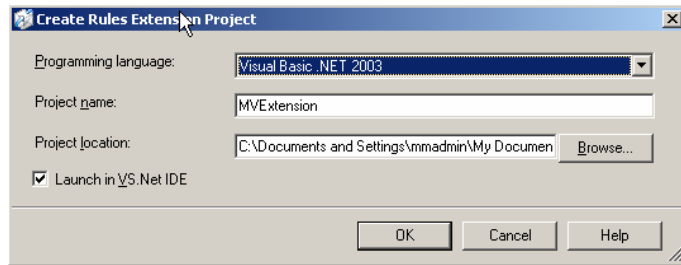 Create Rules Extension Project
Programming language: Visual Basic .NET 2003
Project name: MVExtension
Project location: C:\Documents and Settings\mmadmin\My Documen Browse...
Launch in VS.Net IDE
OK Cancel Help